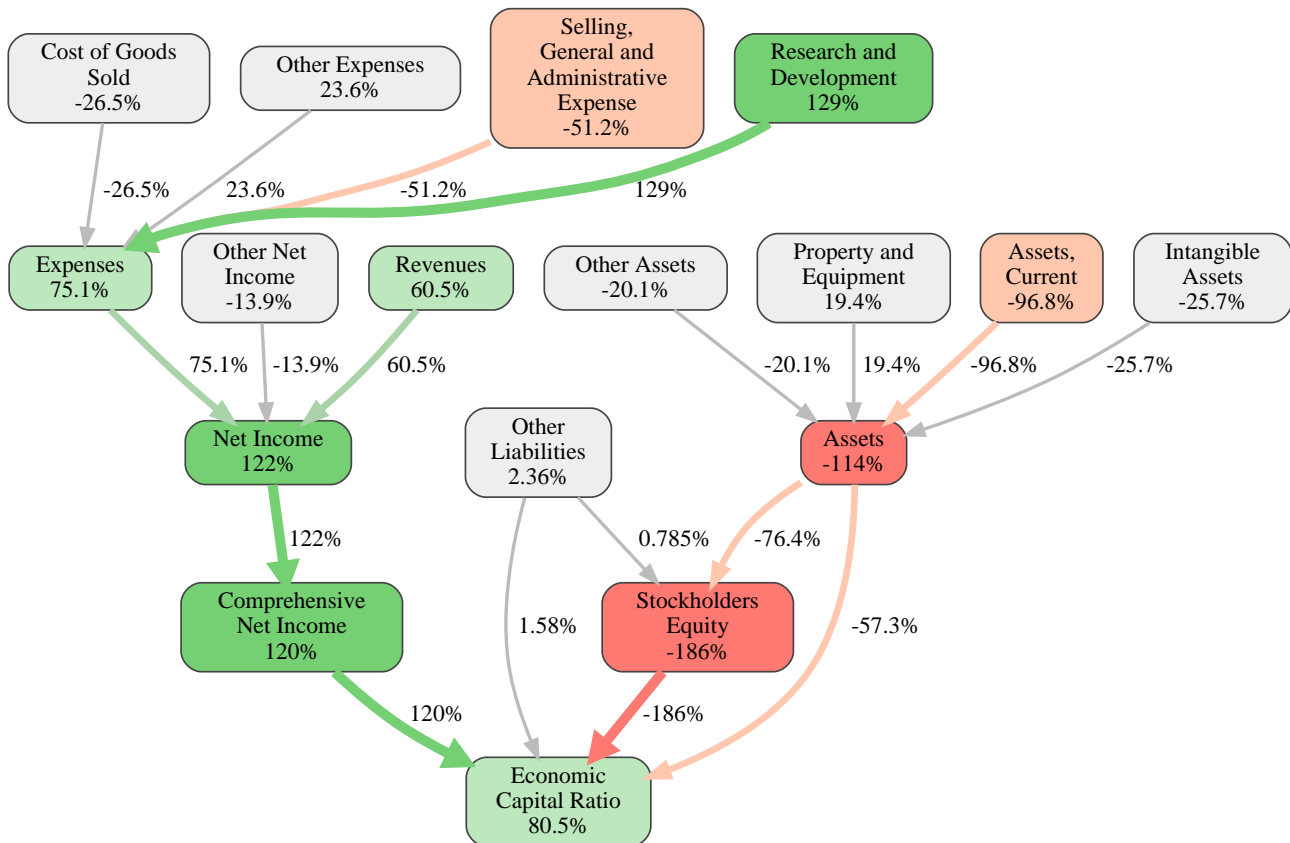 Cost of Goods
Sold
-26.5%
Other Expenses
23.6%
Selling,
General and
Administrative
Expense
-51.2%
Research and
Development
129%
-26.5%
23.6%
-51.2%
129%
Expenses
75.1%
Other Net
Income
-13.9%
Revenues
60.5%
Other Assets
-20.1%
Property and
Equipment
19.4%
Assets,
Current
-96.8%
Intangible
Assets
-25.7%
75.1%
-13.9%
60.5%
-20.1%
19.4%
-96.8%
-25.7%
Net Income
122%
Other
Liabilities
2.36%
Assets
-114%
122%
0.785%
-76.4%
Comprehensive
Net Income
120%
1.58%
Stockholders
Equity
-186%
-57.3%
120%
-186%
Economic
Capital Ratio
80.5%